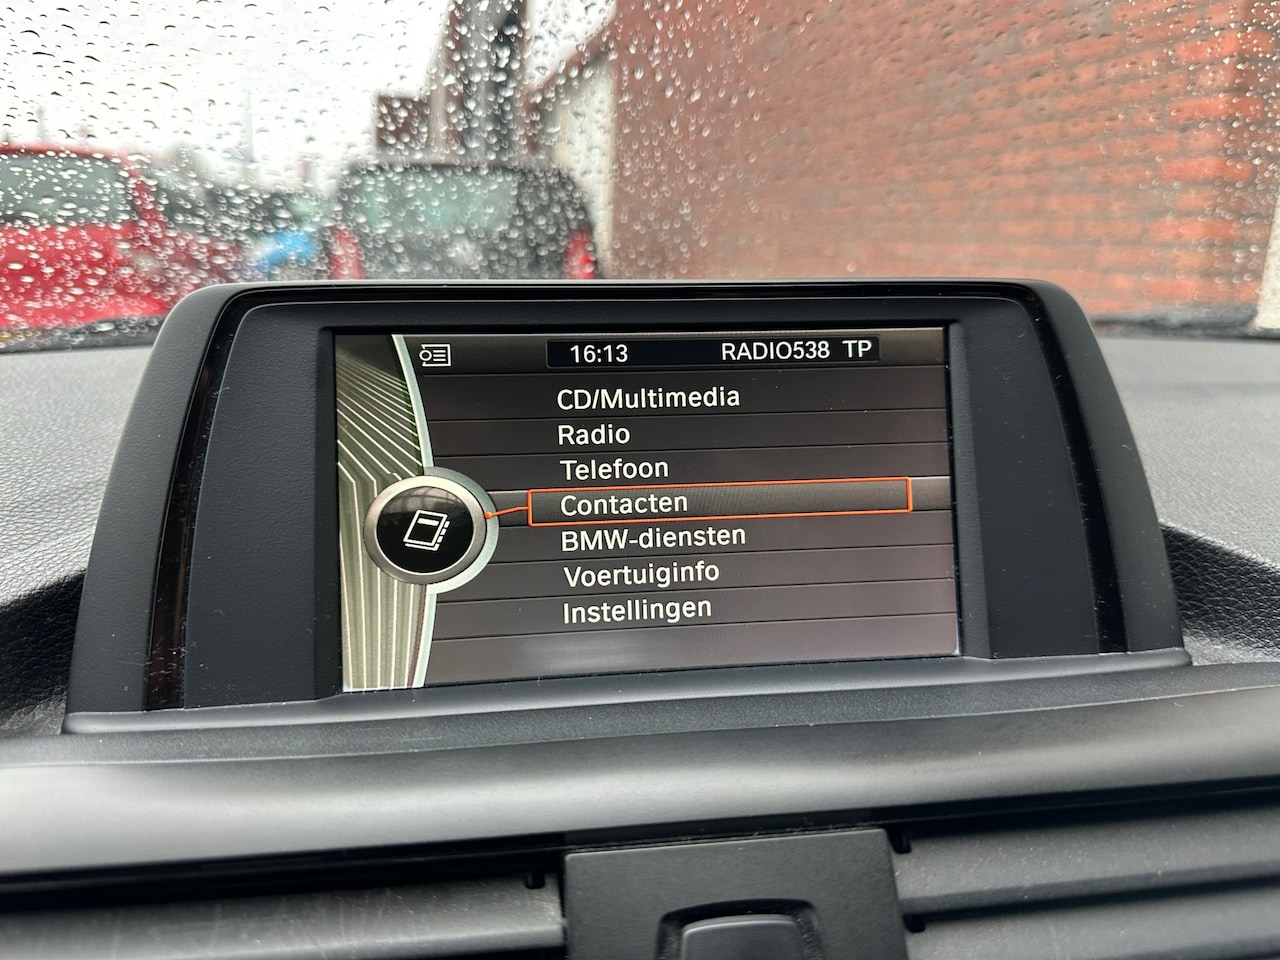 16:13 RADIO538 TP
CD/Multimedia
Radio
Telefoon
Contacten
BMW-diensten
Voertuiginfo
Instellingen